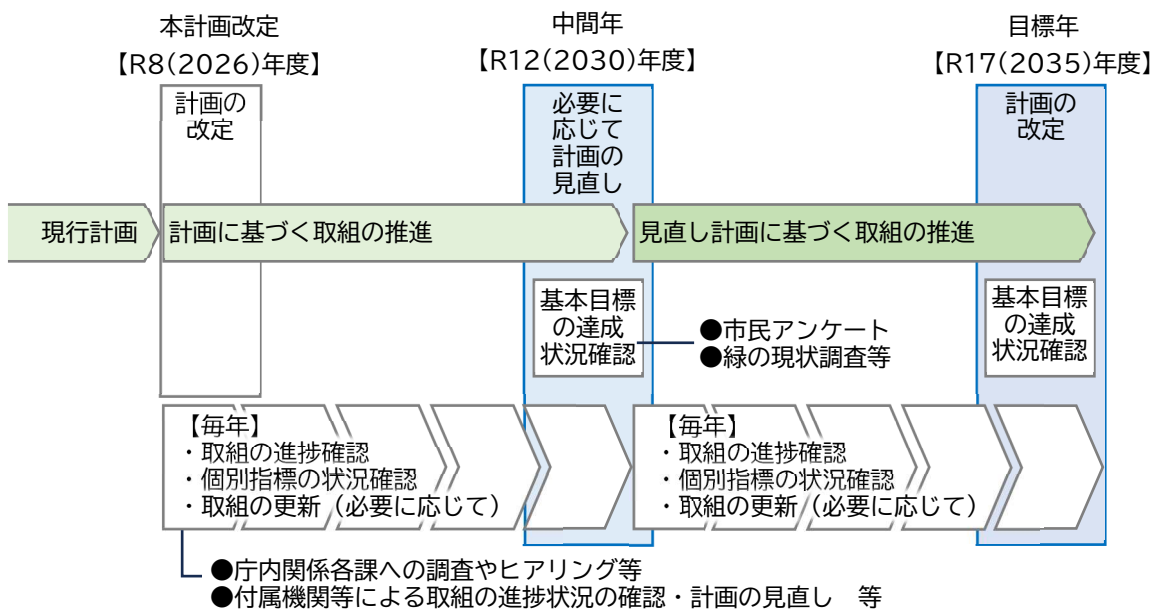 本計画改定
【R8(2026)年度】
中間年
【R12(2030)年度】
目標年
【R17(2035)年度】
計画の
改定
必要に
応じて
計画の
見直し
計画の
改定
現行計画
計画に基づく取組の推進
見直し計画に基づく取組の推進
基本目標
の達成
状況確認
●市民アンケート
●緑の現状調査等
基本目標
の達成
状況確認
【毎年】
・取組の進捗確認
・個別指標の状況確認
・取組の更新（必要に応じて）
【毎年】
・取組の進捗確認
・個別指標の状況確認
・取組の更新（必要に応じて）
●庁内関係各課への調査やヒアリング等
●付属機関等による取組の進捗状況の確認・計画の見直し　等